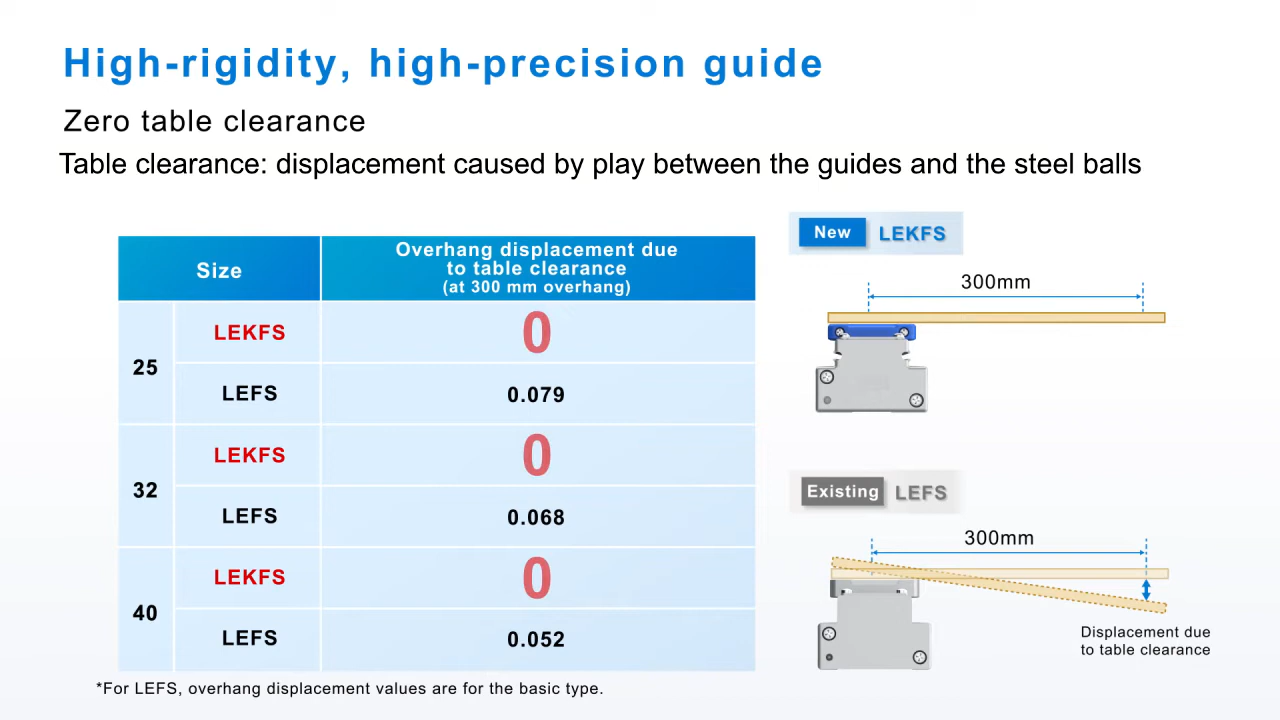 High-rigidity, high-precision guide
Zero table clearance
Table clearance: displacement caused by play between the guides and the steel balls
Size
Overhang displacement due
to table clearance
(at 300 mm overhang)
25
LEKFS
0
LEFS
0.079
32
LEKFS
0
LEFS
0.068
40
LEKFS
0
LEFS
0.052
*For LEFS, overhang displacement values are for the basic type.
New
LEKFS
300mm
Existing
LEFS
300mm
Displacement due
to table clearance